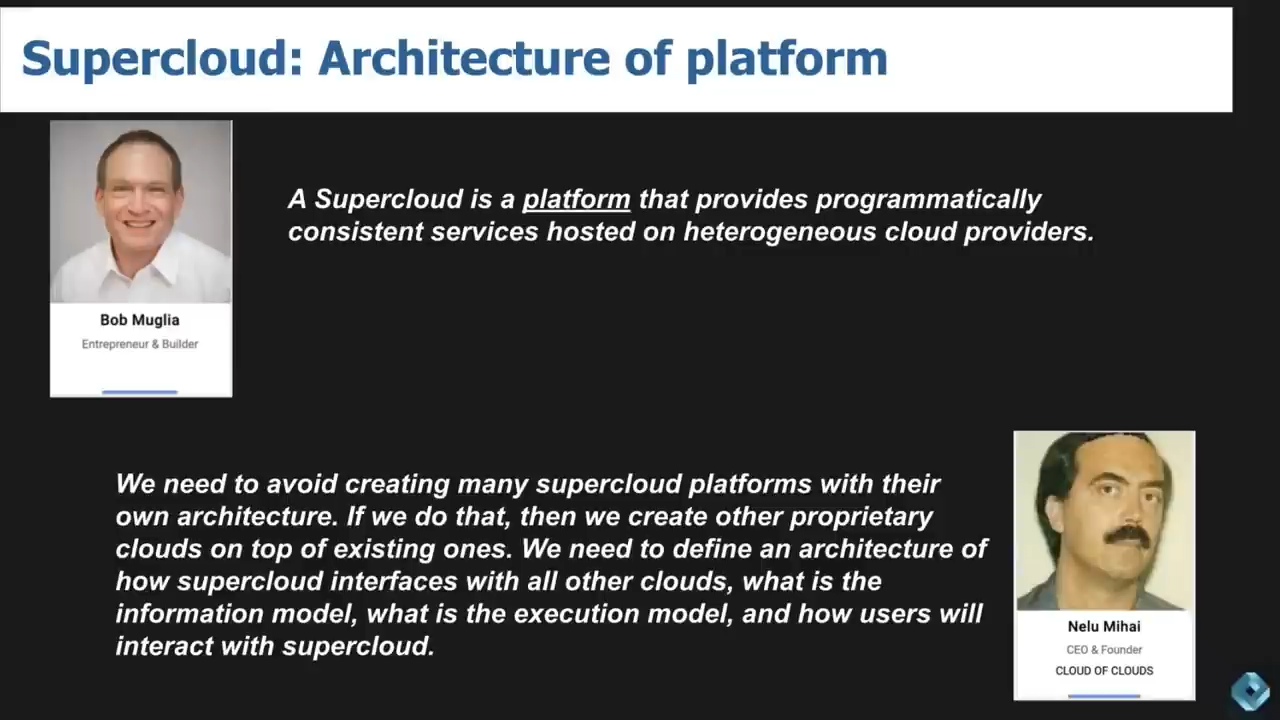 Supercloud: Architecture of platform
A Supercloud is a platform that provides programmatically
consistent services hosted on heterogeneous cloud providers.
Bob Muglia
Entrepreneur & Builder
We need to avoid creating many supercloud platforms with their
own architecture. If we do that, then we create other proprietary
clouds on top of existing ones. We need to define an architecture of
how supercloud interfaces with all other clouds, what is the
information model, what is the execution model, and how users will
interact with supercloud.
Nelu Mihai
CEO & Founder
CLOUD OF CLOUDS